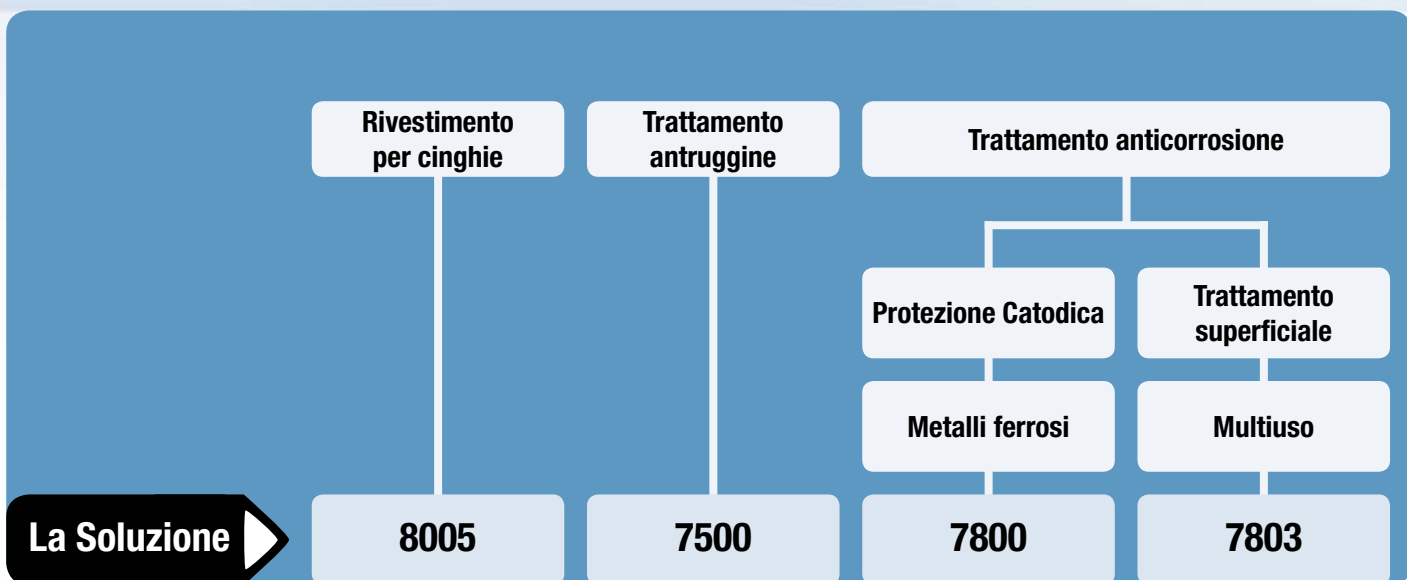 Rivestimento
per cinghie
Trattamento
antruggine
Trattamento anticorrosione
Protezione Catodica
Trattamento
superficiale
Metalli ferrosi
Multiuso
La Soluzione
8005
7500
7800
7803